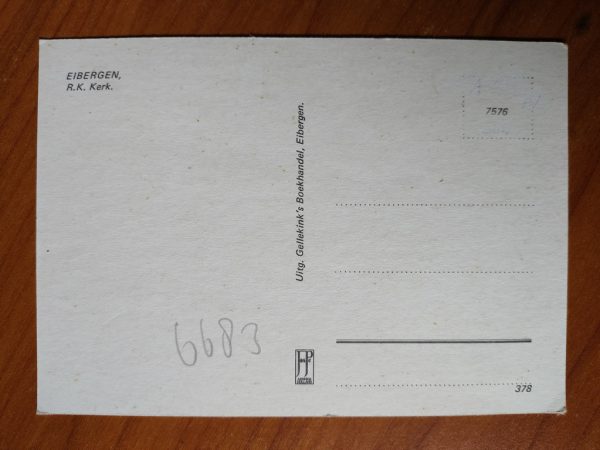 EIBERGEN,
R.K. Kerk.
Uitg. Gellekink's Boekhandel, Eibergen.
7576
6683
378